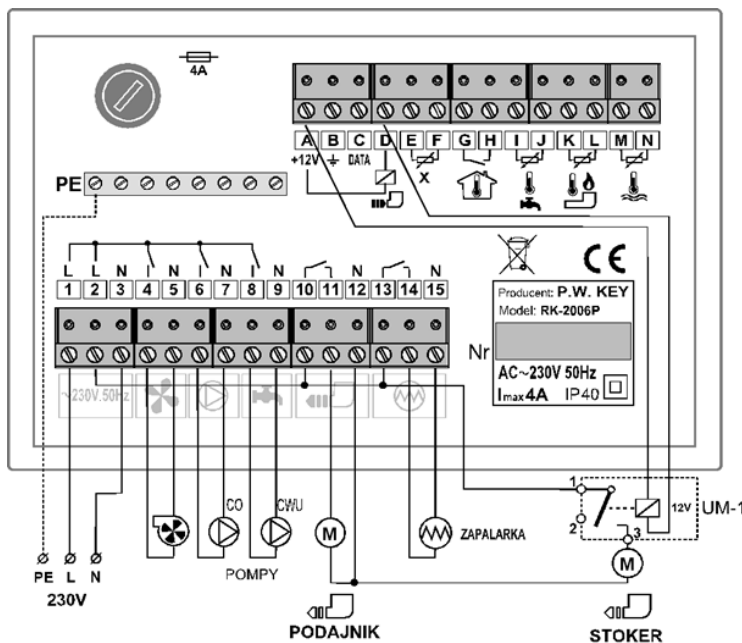 4A
A B C D E F G H I J K L M N
+12V DATA X
PE
L L N N N N N N
1 2 3 4 5 6 7 8 9 10 11 12 13 14 15
~230V.50Hz
CE
Producent: P.W. KEY
Model: RK-2006P
Nr
AC~230V 50Hz
Imax4A IP40
1
2
3
12V
UM-1
CO
CWU
M
ZAPALARKA
M
PE L N
230V
POMPY
PODAJNIK
STOKER